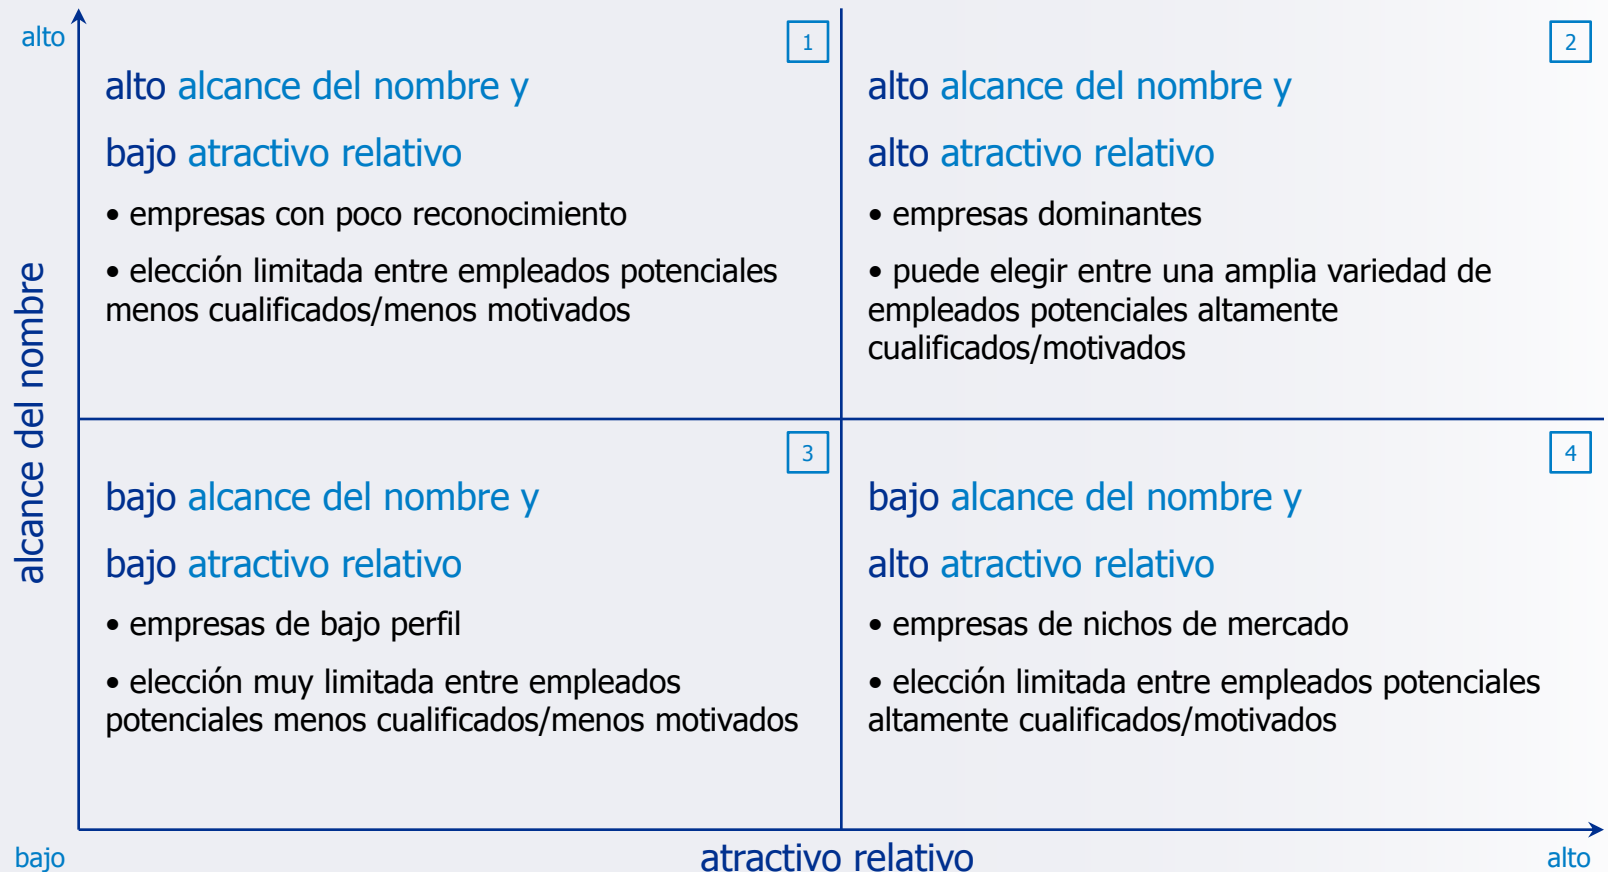 alto
1
alto alcance del nombre y
bajo atractivo relativo
• empresas con poco reconocimiento
• elección limitada entre empleados potenciales
menos cualificados/menos motivados
2
alto alcance del nombre y
alto atractivo relativo
• empresas dominantes
• puede elegir entre una amplia variedad de
empleados potenciales altamente
cualificados/motivados
alcance del nombre
3
bajo alcance del nombre y
bajo atractivo relativo
• empresas de bajo perfil
• elección muy limitada entre empleados
potenciales menos cualificados/menos motivados
4
bajo alcance del nombre y
alto atractivo relativo
• empresas de nichos de mercado
• elección limitada entre empleados potenciales
altamente cualificados/motivados
bajo
atractivo relativo
alto